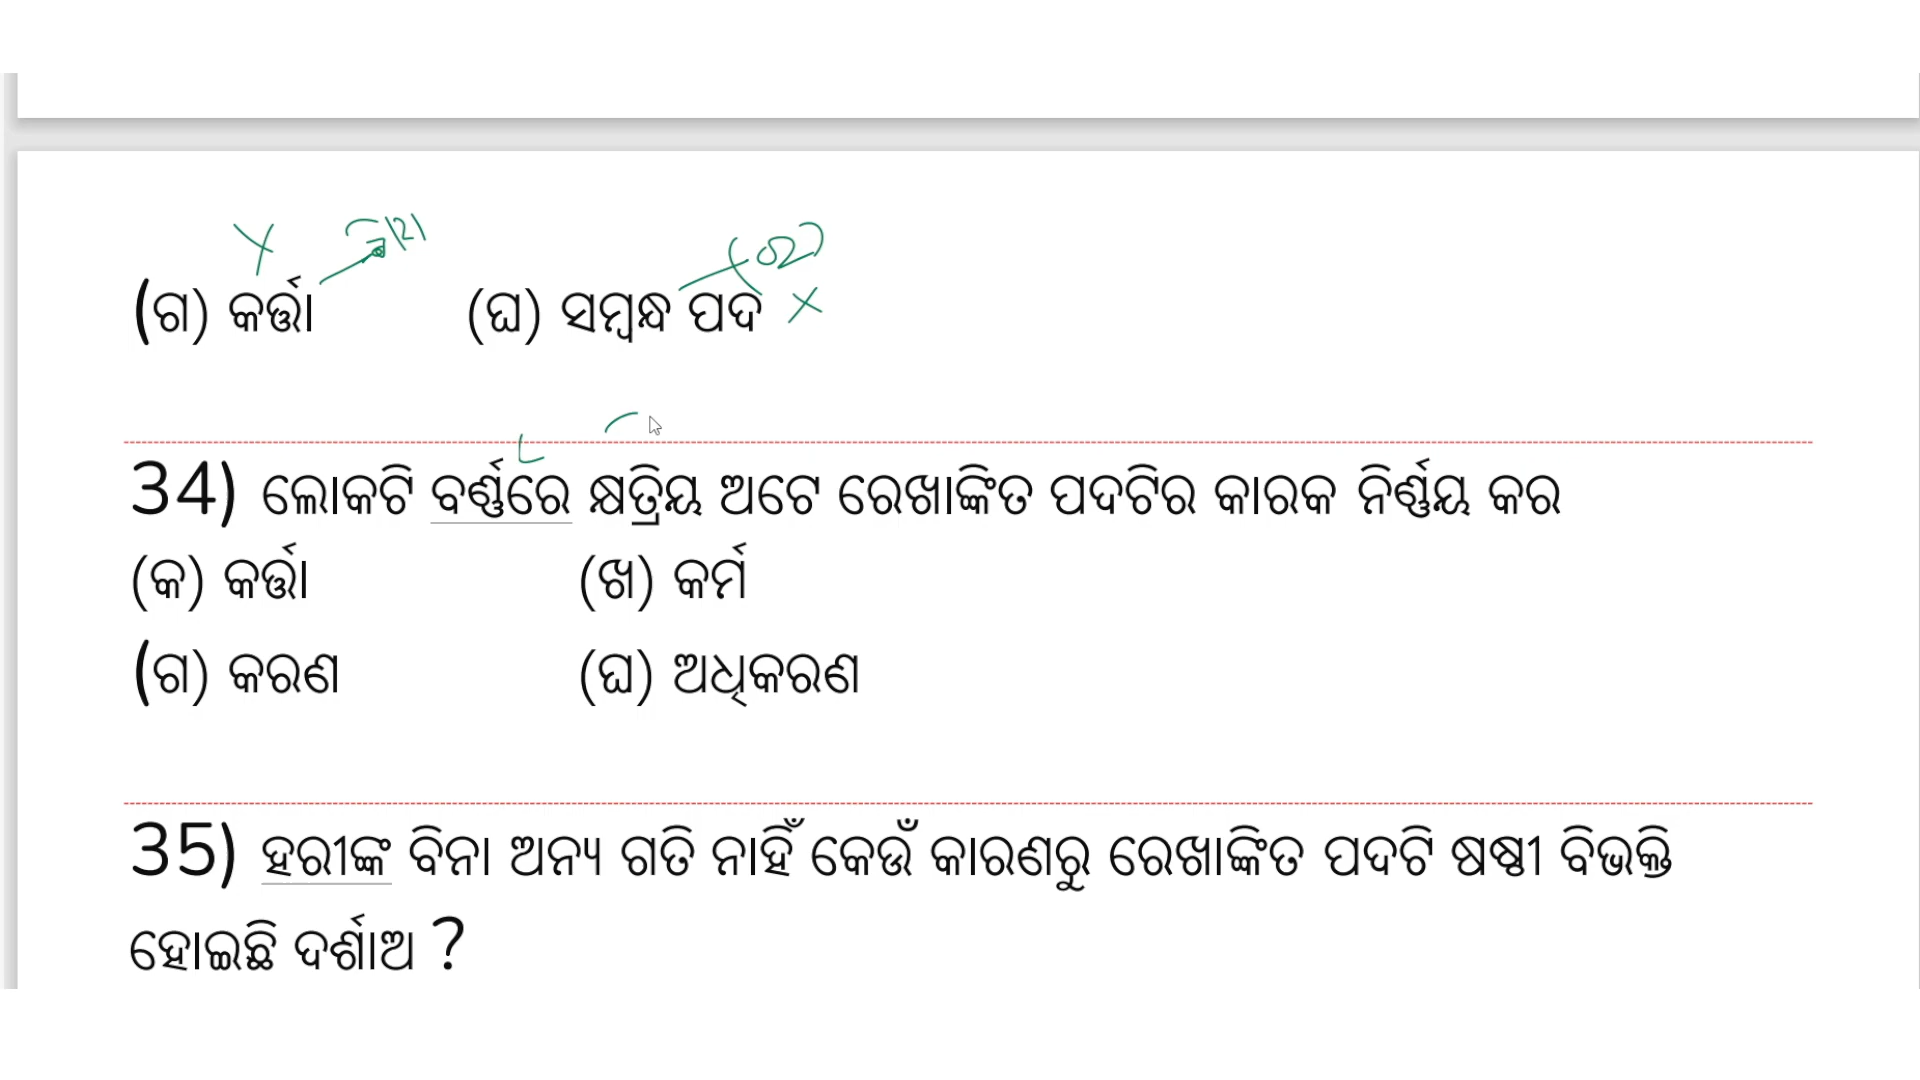 (ଗ) କର୍ତ୍ତା (ଘ) ସମ୍ବନ୍ଧ ପଦ
34) ଲୋକଟି ବର୍ଣ୍ଣରେ କ୍ଷତ୍ରିୟ ଅଟେ ରେଖାଙ୍କିତ ପଦଟିର କାରକ ନିର୍ଣ୍ଣୟ କର
(କ) କର୍ତ୍ତା (ଖ) କର୍ମ
(ଗ) କରଣ (ଘ) ଅଧିକରଣ
35) ହରୀଙ୍କ ବିନା ଅନ୍ୟ ଗତି ନାହିଁ କେଉଁ କାରଣରୁ ରେଖାଙ୍କିତ ପଦଟି ଷଷ୍ଠୀ ବିଭକ୍ତି
ହୋଇଛି ଦର୍ଶାଅ ?